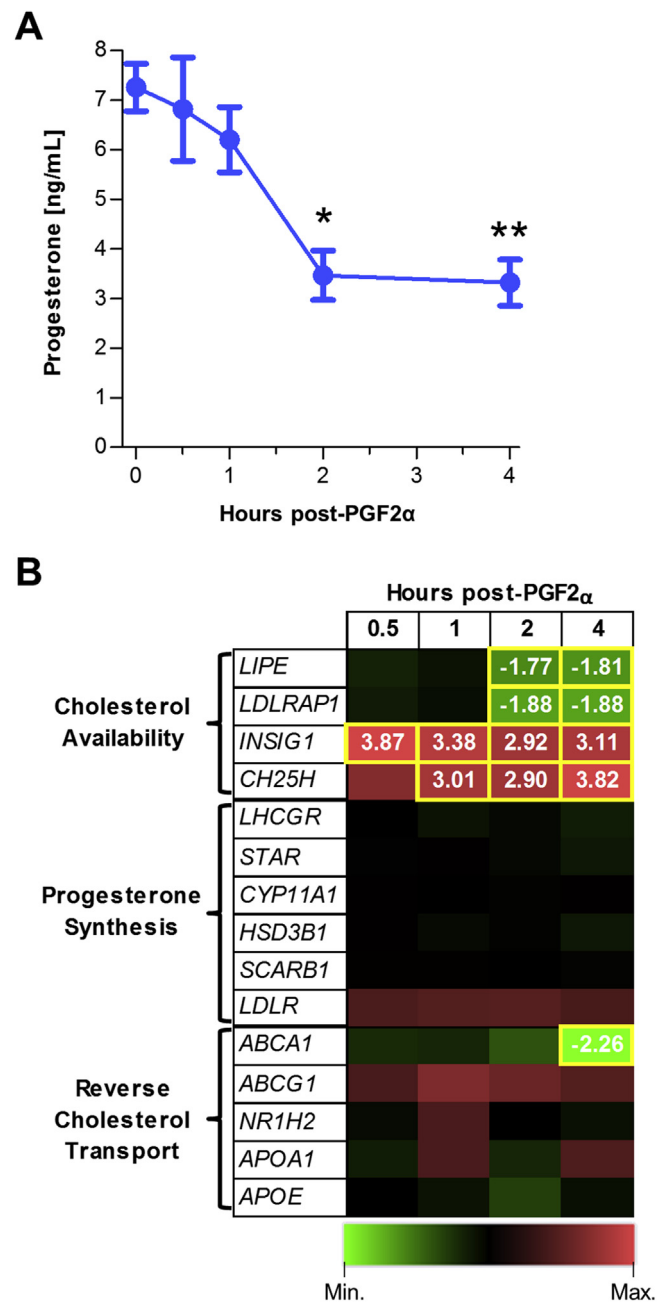 A
8
7
6
5
4
3
2
1
0
Progesterone [ng/mL]
*
**
0
1
2
3
4
Hours post-PGF2α
B
Hours post-PGF2α
0.5 1 2 4
Cholesterol
Availability
LIPE -1.77 -1.81
LDLRAP1 -1.88 -1.88
INSIG1 3.87 3.38 2.92 3.11
CH25H 3.01 2.90 3.82
Progesterone
Synthesis
LHCGR
STAR
CYP11A1
HSD3B1
SCARB1
LDLR
Reverse
Cholesterol
Transport
ABCA1 -2.26
ABCG1
NR1H2
APOA1
APOE
Min. Max.